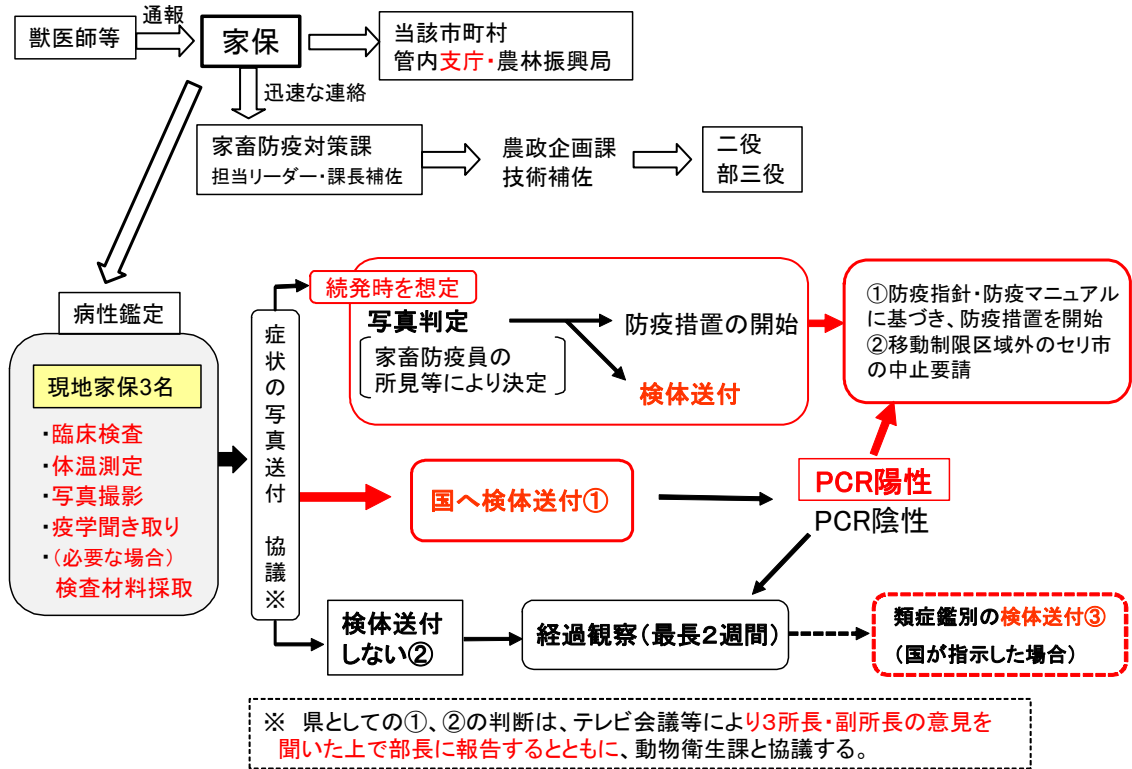 獣医師等
通報
家保
当該市町村
管内支庁・農林振興局
迅速な連絡
家畜防疫対策課
担当リーダー・課長補佐
農政企画課
技術補佐
二役
部三役
病性鑑定
現地家保3名
・臨床検査
・体温測定
・写真撮影
・疫学聞き取り
・(必要な場合)
検査材料採取
症状の写真送付 協議※
続発時を想定
写真判定
家畜防疫員の
所見等により決定
防疫措置の開始
検体送付
①防疫指針・防疫マニュアル
に基づき、防疫措置を開始
②移動制限区域外のセリ市
の中止要請
国へ検体送付①
PCR陽性
PCR陰性
検体送付
しない②
経過観察(最長2週間)
類症鑑別の検体送付③
(国が指示した場合)
※ 県としての①、②の判断は、テレビ会議等により3所長・副所長の意見を
聞いた上で部長に報告するとともに、動物衛生課と協議する。